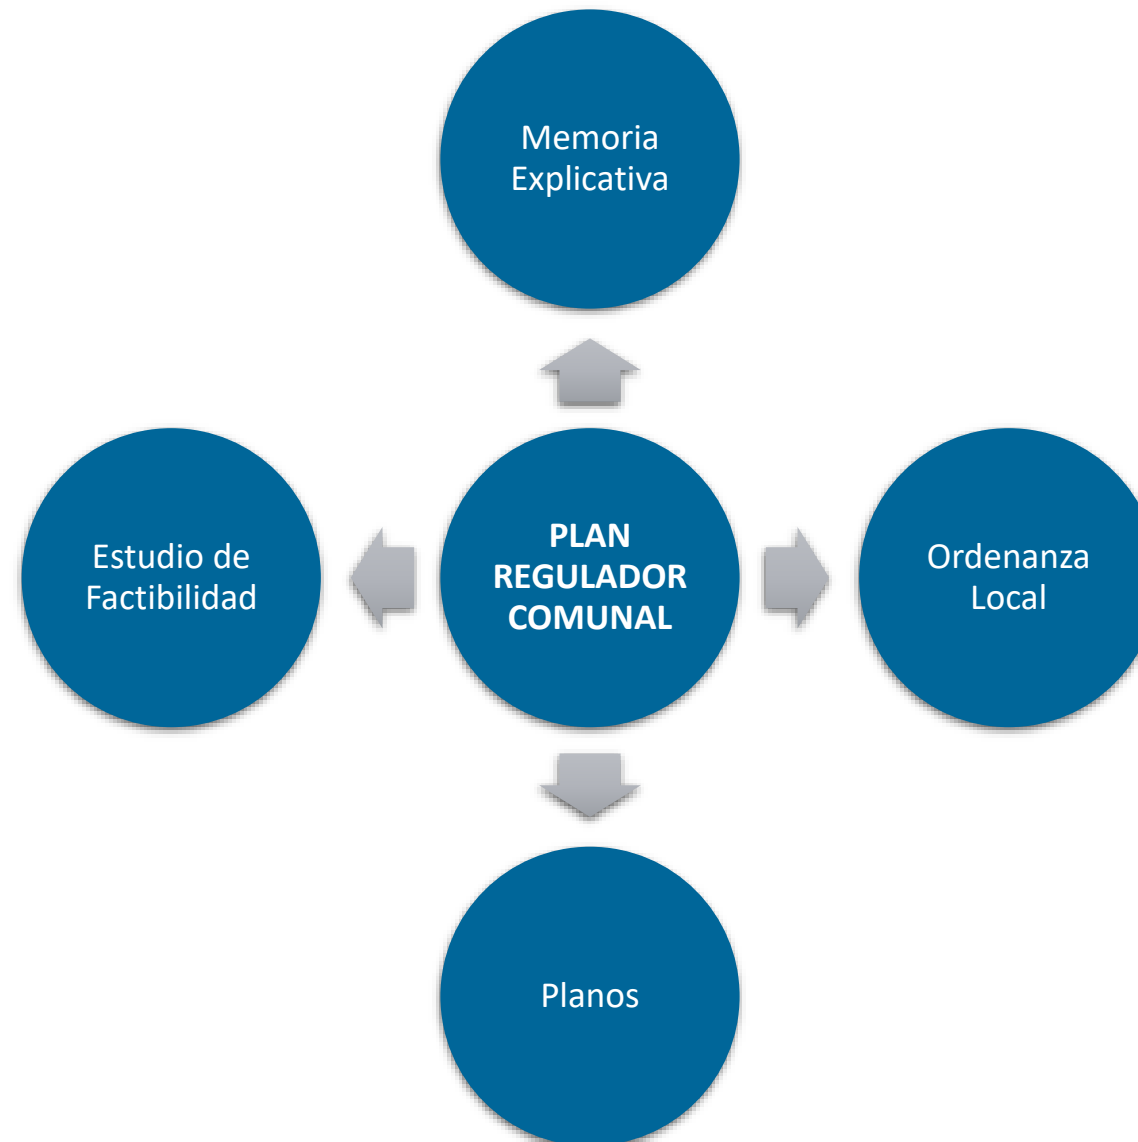 Memoria
Explicativa
Estudio de
Factibilidad
PLAN
REGULADOR
COMUNAL
Ordenanza
Local
Planos